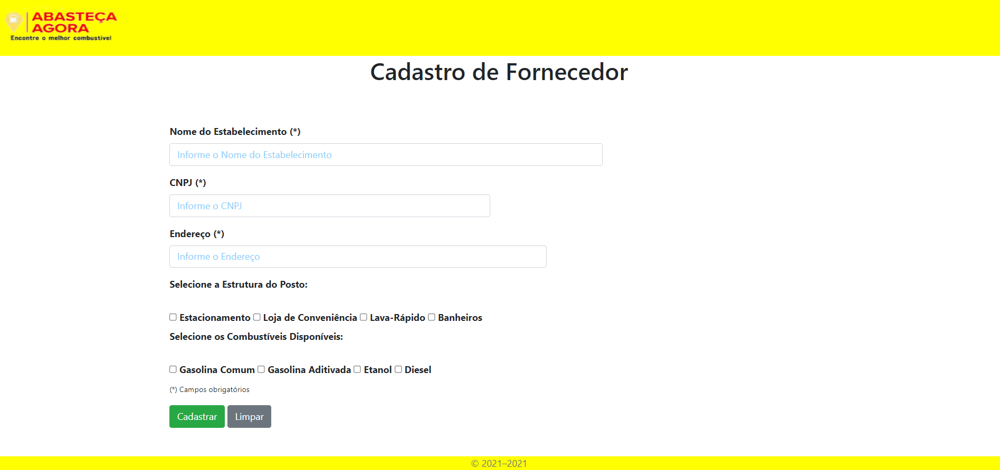 ABASTEÇA
AGORA
Encontre o melhor combustivel
Cadastro de Fornecedor
Nome do Estabelecimento (*)
Informe o Nome do Estabelecimento
CNPJ (*)
Informe o CNPJ
Endereço (*)
Informe o Endereço
Selecione a Estrutura do Posto:
Estacionamento Loja de Conveniência Lava-Rápido Banheiros
Selecione os Combustíveis Disponíveis:
Gasolina Comum Gasolina Aditivada Etanol Diesel
(*) Campos obrigatórios
Cadastrar Limpar
© 2021–2021